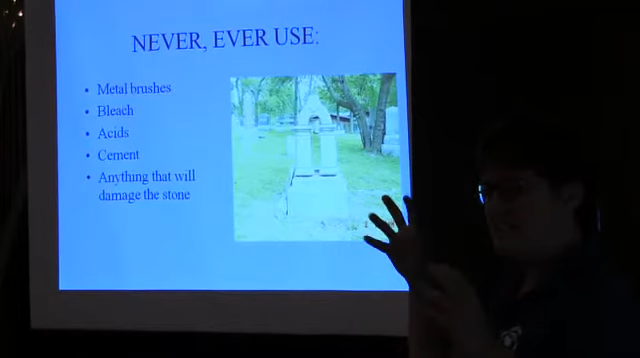 NEVER, EVER USE:
• Metal brushes
• Bleach
• Acids
• Cement
• Anything that will
damage the stone